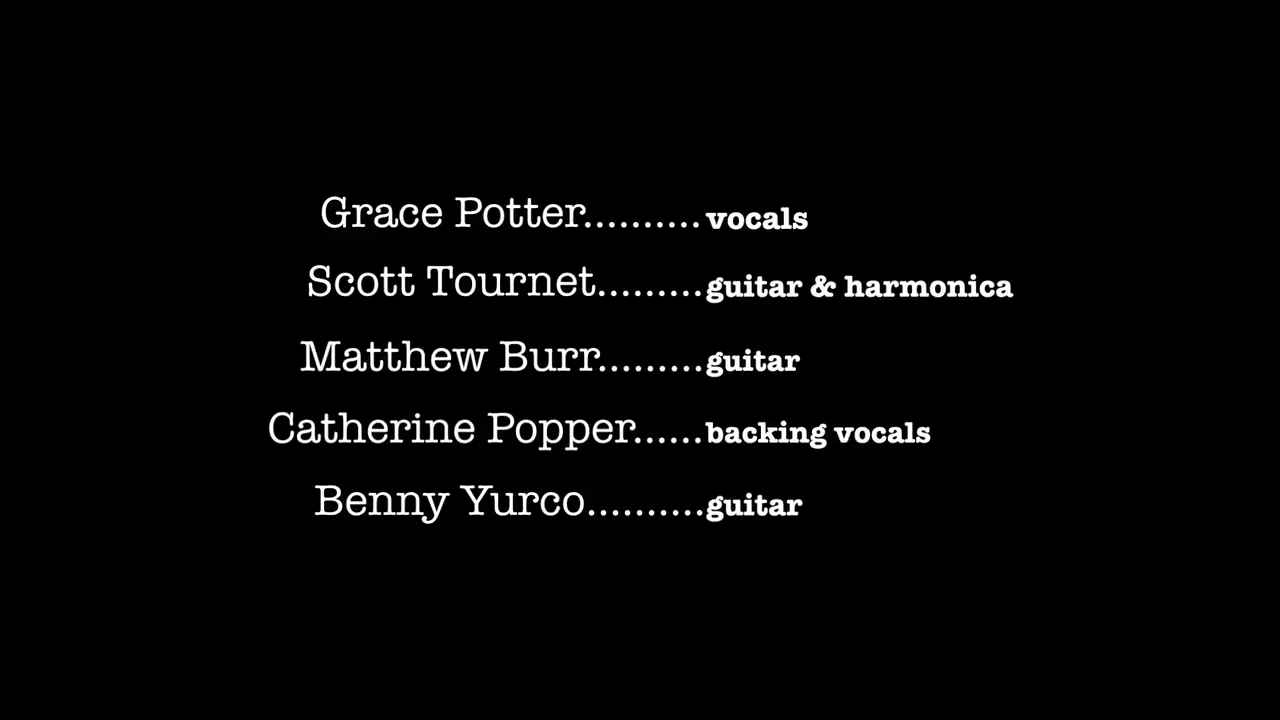 Grace Potter..........vocals
Scott Tournet.........guitar & harmonica
Matthew Burr.........guitar
Catherine Popper......backing vocals
Benny Yurco..........guitar